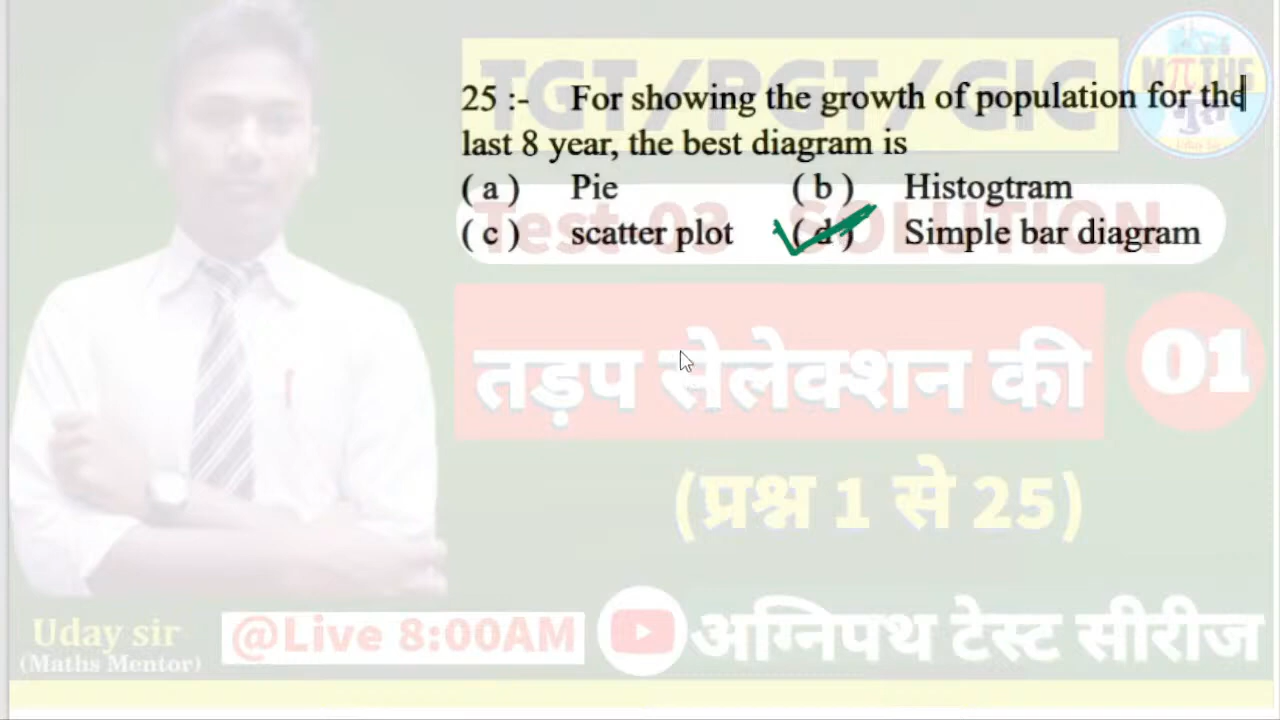 TGT/PGT/GIC
25 :- For showing the growth of population for the
last 8 year, the best diagram is
( a ) Pie ( b ) Histogtram
( c ) scatter plot ( d ) Simple bar diagram
Test-03 SOLUTION
तड़प सेलेक्शन की 01
(प्रश्न 1 से 25)
Uday sir
(Maths Mentor)
@Live 8:00AM
अग्निपथ टेस्ट सीरीज